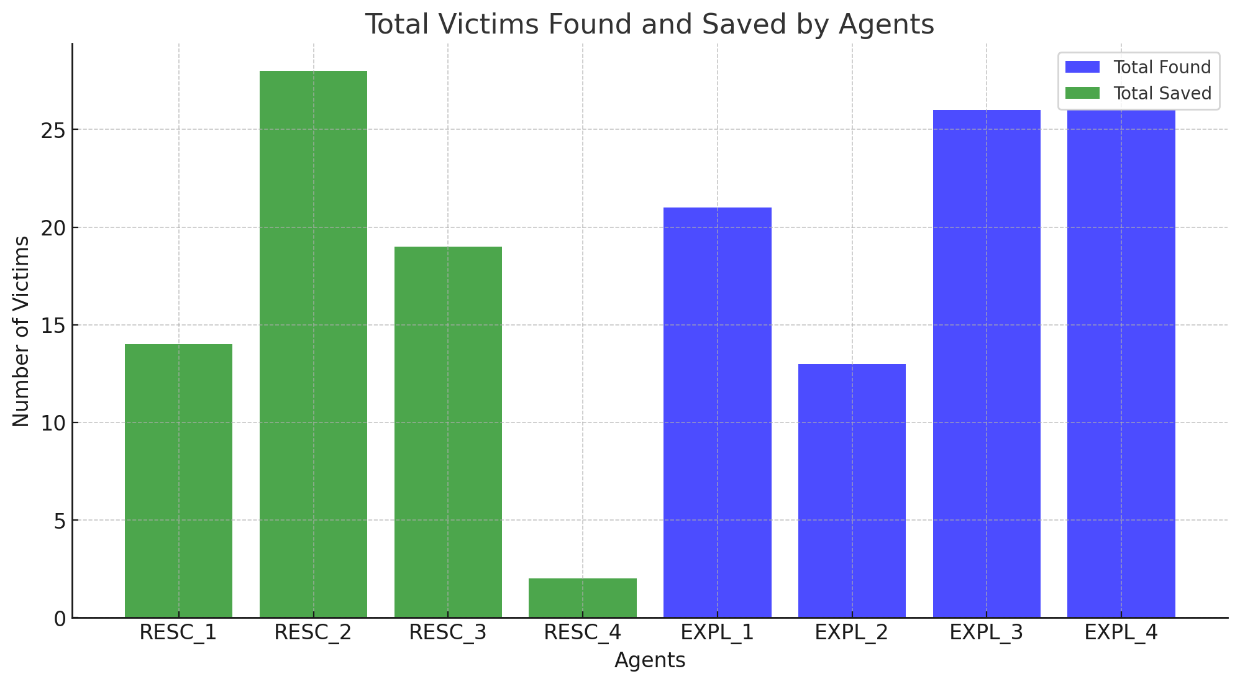 Total Victims Found and Saved by Agents
Total Found
Total Saved
Number of Victims
25
20
15
10
5
0
RESC_1 RESC_2 RESC_3 RESC_4 EXPL_1 EXPL_2 EXPL_3 EXPL_4
Agents